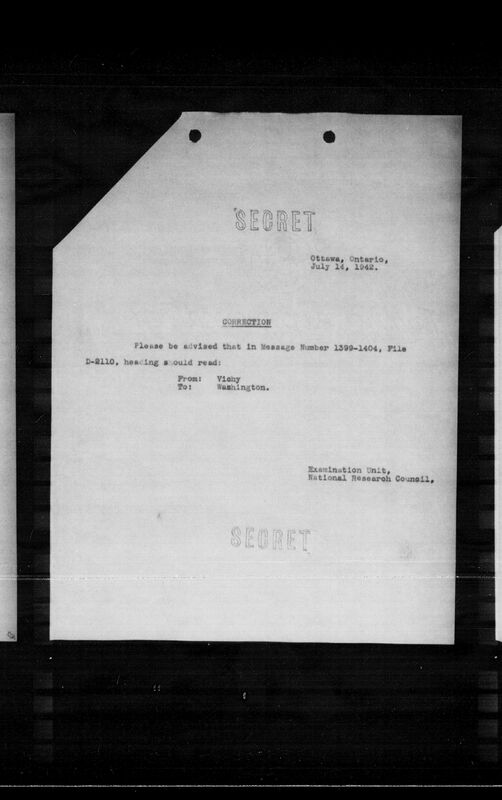 SECRET
Ottawa, Ontario,
July 14, 1942.
CORRECTION
Please be advised that in Message Number 1399-1404, File
D-2110, heading should read:
From: Vichy
To: Washington.
Examination Unit,
National Research Council,
SECRET